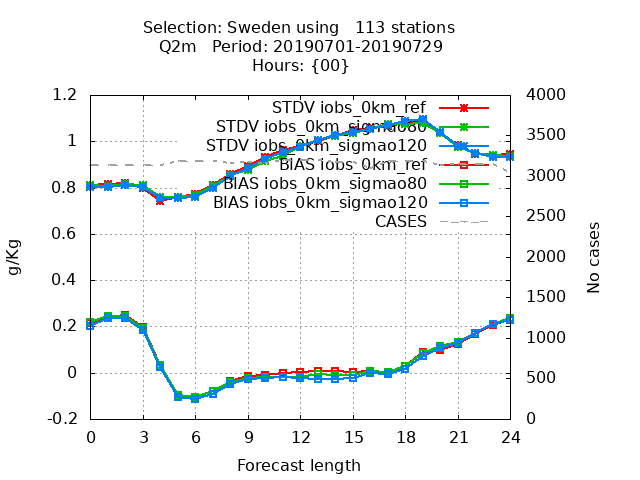 Selection: Sweden using   113 stations
Q2m   Period: 20190701-20190729
Hours: {00}
STDV iobs_0km_ref
STDV iobs_0km_sigmao80
STDV iobs_0km_sigmao120
BIAS iobs_0km_ref
BIAS iobs_0km_sigmao80
BIAS iobs_0km_sigmao120
CASES
1.2
1
0.8
0.6
0.4
0.2
0
-0.2
g/Kg
4000
3500
3000
2500
2000
1500
1000
500
0
No cases
0 3 6 9 12 15 18 21 24
Forecast length